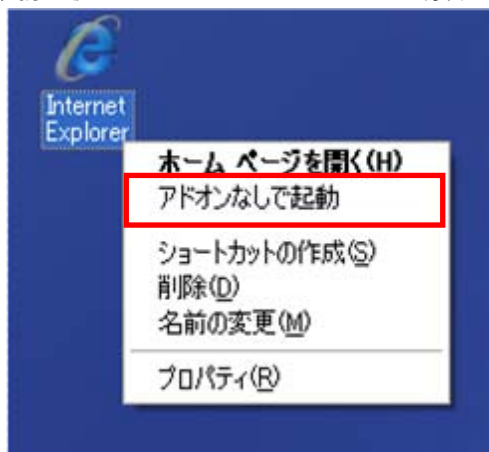 Internet
Explorer
ホーム ページを開く(H)
アドオンなしで起動
ショートカットの作成(S)
削除(D)
名前の変更(M)
プロパティ(R)